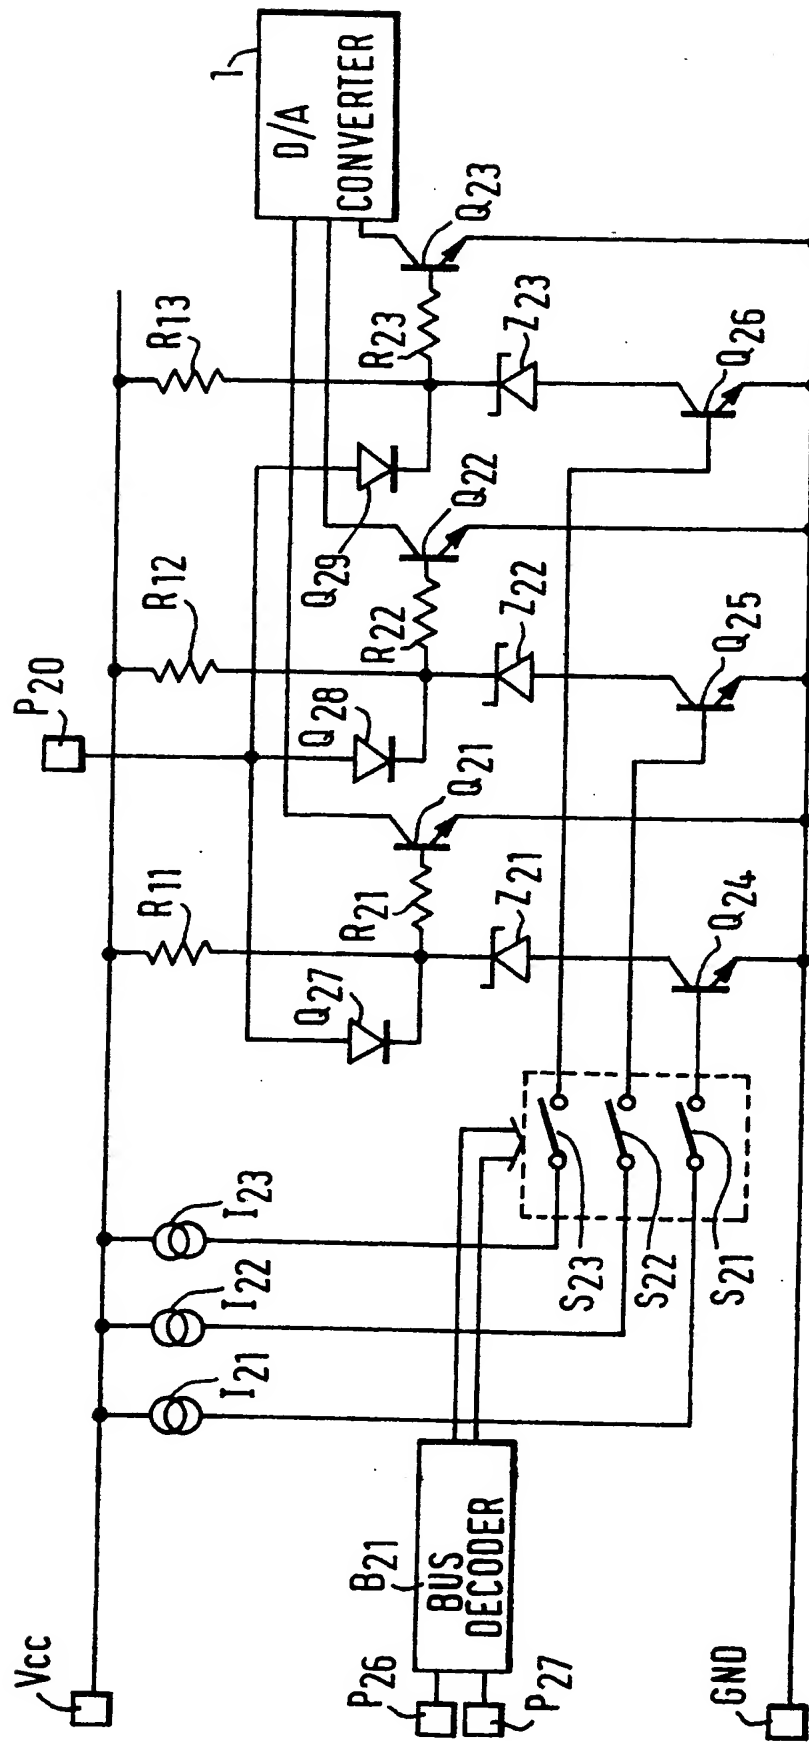 Vcc
P26
P27
GND
B21
BUS
DECODER
I21
I22
I23
S23
S22
S21
R11
Q27
R21
Q21
Z21
Q24
P20
R12
Q28
R22
Q22
Z22
Q25
R13
Q29
R23
Q23
Z23
Q26
1
D/A
CONVERTER